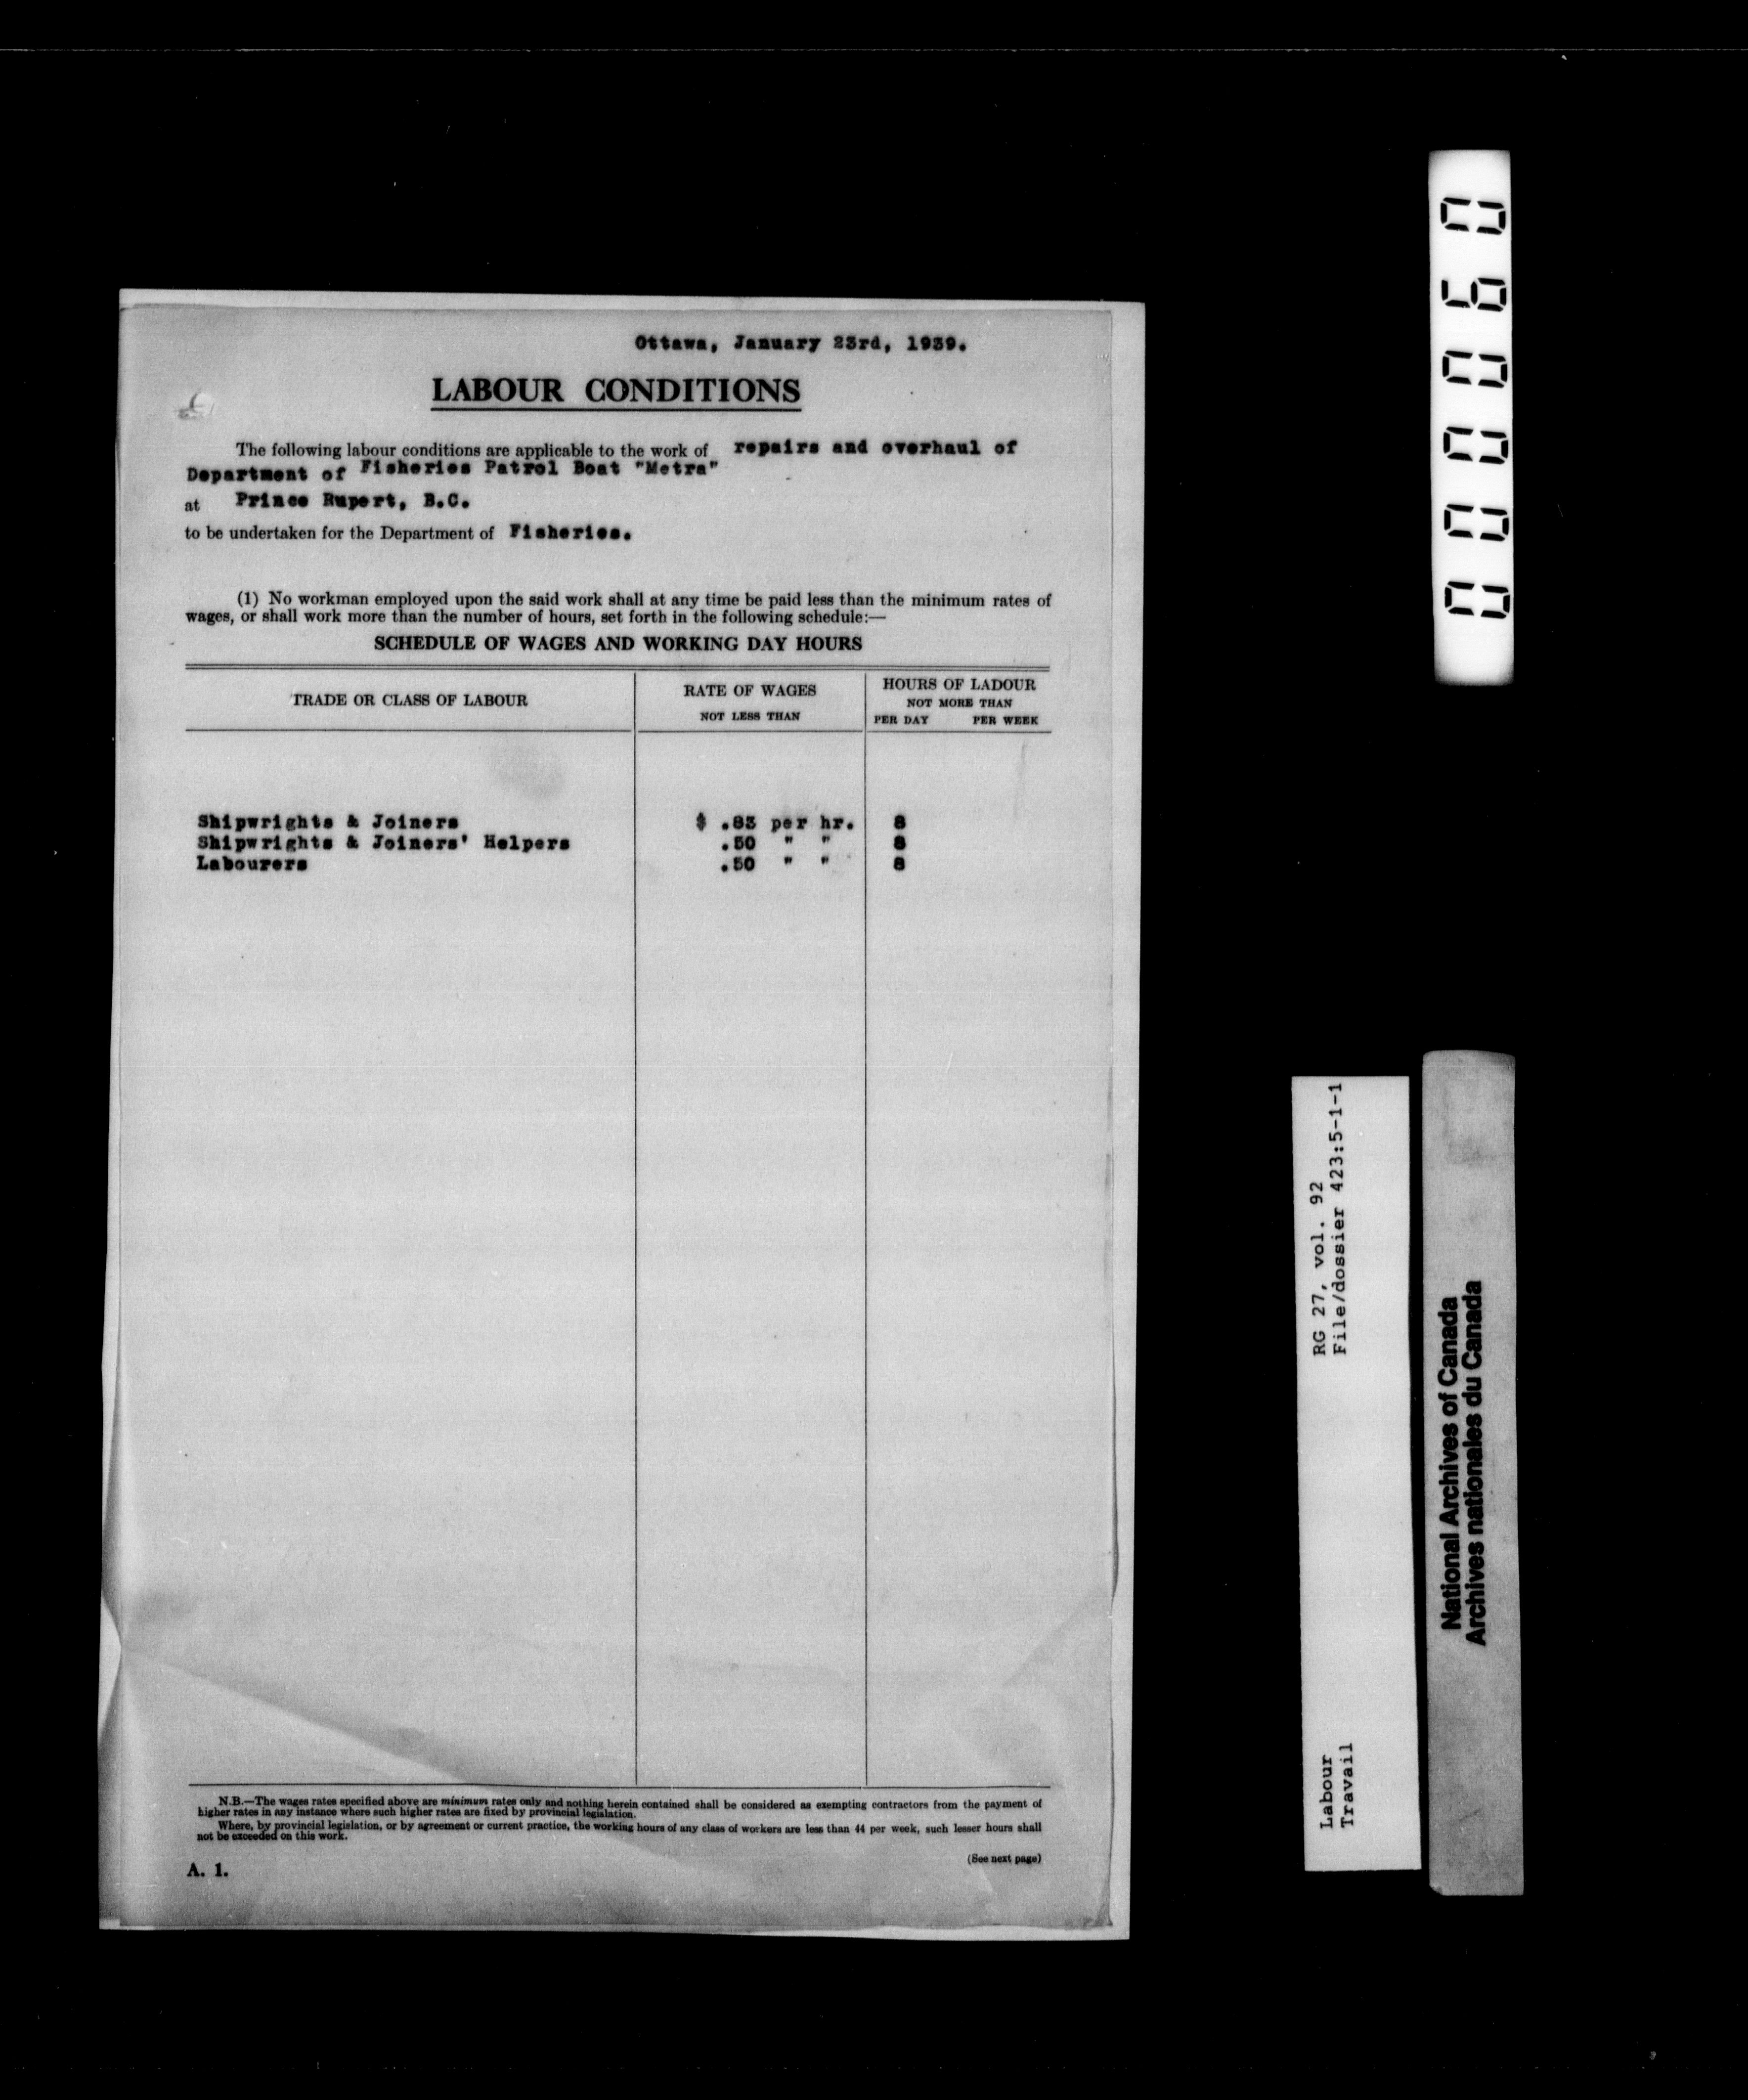 Ottawa, January 23rd, 1939.
LABOUR CONDITIONS
The following labour conditions are applicable to the work of repairs and overhaul of
Department of Fisheries Patrol Boat "Metra"
at Prince Rupert, B.C.
to be undertaken for the Department of Fisheries.
(1) No workman employed upon the said work shall at any time be paid less than the minimum rates of
wages, or shall work more than the number of hours, set forth in the following schedule:—
SCHEDULE OF WAGES AND WORKING DAY HOURS
TRADE OR CLASS OF LABOUR
RATE OF WAGES
NOT LESS THAN
HOURS OF LADOUR
NOT MORE THAN
PER DAY PER WEEK
Shipwrights & Joiners $ .83 per hr. 8
Shipwrights & Joiners' Helpers .50 " " 8
Labourers .50 " " 8
N.B.—The wages rates specified above are minimum rates only and nothing herein contained shall be considered as exempting contractors from the payment of
higher rates in any instance where such higher rates are fixed by provincial legislation.
Where, by provincial legislation, or by agreement or current practice, the working hours of any class of workers are less than 44 per week, such lesser hours shall
not be exceeded on this work.
(See next page)
A. 1.
000060
RG 27, vol. 92
File/dossier 423:5-1-1
Labour
Travail
National Archives of Canada
Archives nationales du Canada